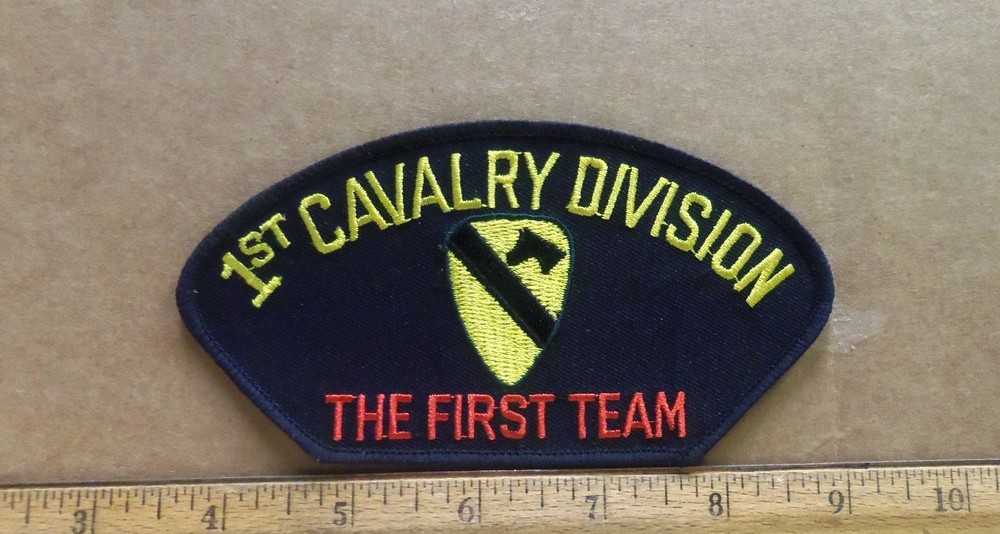 1ST CAVALRY DIVISION
THE FIRST TEAM
3 4 5 6 7 8 9 10